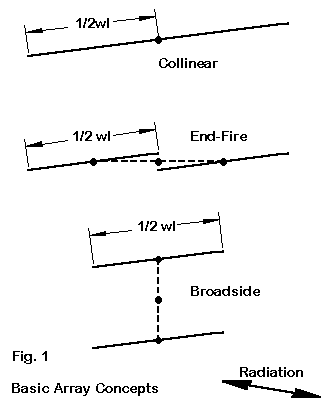 1/2wl
Collinear
1/2 wl
End-Fire
1/2 wl
Broadside
Fig. 1
Radiation
Basic Array Concepts